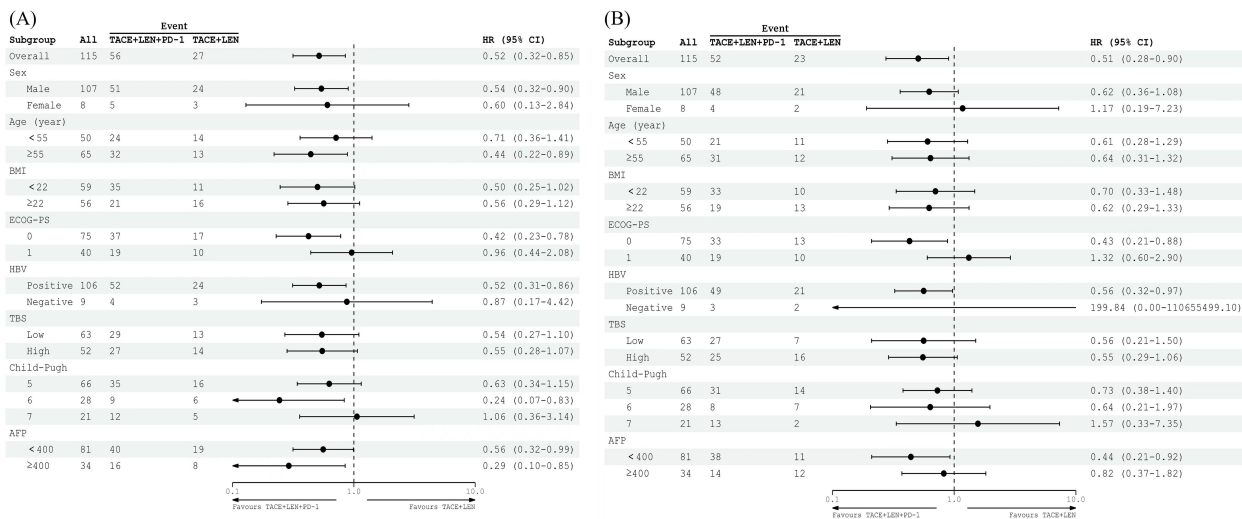 (A)
Event
Subgroup All TACE+LEN+PD-1 TACE+LEN HR (95% CI)
Overall 115 56 27 0.52 (0.32-0.85)
Sex
Male 107 51 24 0.54 (0.32-0.90)
Female 8 5 3 0.60 (0.13-2.84)
Age (year)
<55 50 24 14 0.71 (0.36-1.41)
≥55 65 32 13 0.44 (0.22-0.89)
BMI
<22 59 35 11 0.50 (0.25-1.02)
≥22 56 21 16 0.56 (0.29-1.12)
ECOG-PS
0 75 37 17 0.42 (0.23-0.78)
1 40 19 10 0.96 (0.44-2.08)
HBV
Positive 106 52 24 0.52 (0.31-0.86)
Negative 9 4 3 0.87 (0.17-4.42)
TBS
Low 63 29 13 0.54 (0.27-1.10)
High 52 27 14 0.55 (0.28-1.07)
Child-Pugh
5 66 35 16 0.63 (0.34-1.15)
6 28 9 6 0.24 (0.07-0.83)
7 21 12 5 1.06 (0.36-3.14)
AFP
<400 81 40 19 0.56 (0.32-0.99)
≥400 34 16 8 0.29 (0.10-0.85)
0.1 1.0 10.0
Favours TACE+LEN+PD-1 Favours TACE+LEN
(B)
Event
Subgroup All TACE+LEN+PD-1 TACE+LEN HR (95% CI)
Overall 115 52 23 0.51 (0.28-0.90)
Sex
Male 107 48 21 0.62 (0.36-1.08)
Female 8 4 2 1.17 (0.19-7.23)
Age (year)
<55 50 21 11 0.61 (0.28-1.29)
≥55 65 31 12 0.64 (0.31-1.32)
BMI
<22 59 33 10 0.70 (0.33-1.48)
≥22 56 19 13 0.62 (0.29-1.33)
ECOG-PS
0 75 33 13 0.43 (0.21-0.88)
1 40 19 10 1.32 (0.60-2.90)
HBV
Positive 106 49 21 0.56 (0.32-0.97)
Negative 9 3 2 199.84 (0.00-110655499.10)
TBS
Low 63 27 7 0.56 (0.21-1.50)
High 52 25 16 0.55 (0.29-1.06)
Child-Pugh
5 66 31 14 0.73 (0.38-1.40)
6 28 8 7 0.64 (0.21-1.97)
7 21 13 2 1.57 (0.33-7.35)
AFP
<400 81 38 11 0.44 (0.21-0.92)
≥400 34 14 12 0.82 (0.37-1.82)
0.1 1.0 10.0
Favours TACE+LEN+PD-1 Favours TACE+LEN